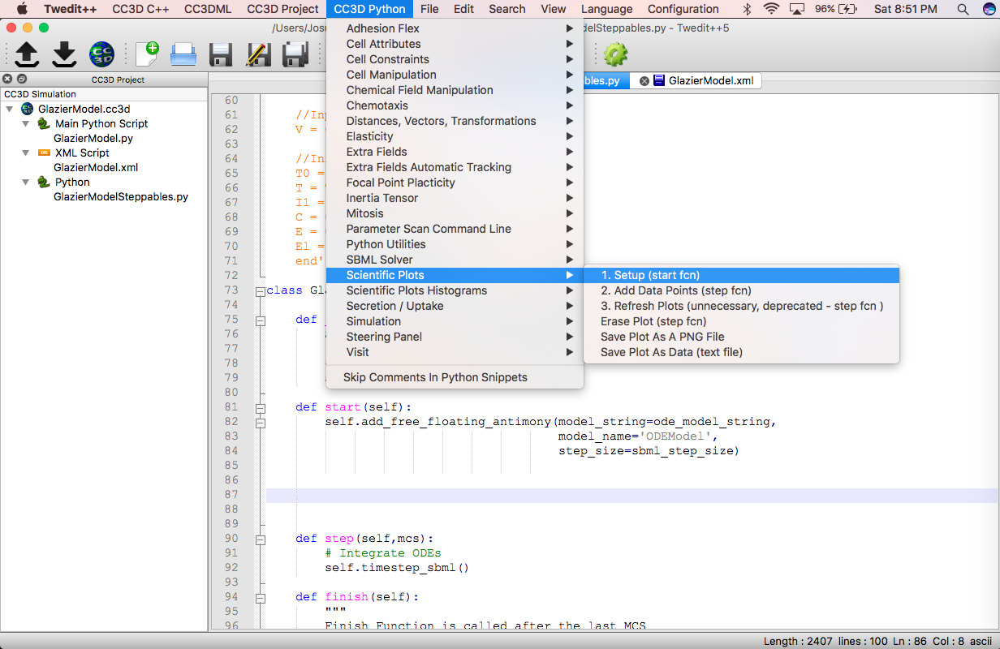 Twedit++ CC3D C++ CC3DML CC3D Project CC3D Python File Edit Search View Language Configuration 96% Sat 8:51 PM
/Users/Jos delSteppables.py - Twedit++5
CC3D
CC3D Project
bles.py GlazierModel.xml
CC3D Simulation
GlazierModel.cc3d
Main Python Script
GlazierModel.py
XML Script
GlazierModel.xml
Python
GlazierModelSteppables.py
Adhesion Flex
Cell Attributes
Cell Constraints
Cell Manipulation
Chemical Field Manipulation
Chemotaxis
Distances, Vectors, Transformations
Elasticity
Extra Fields
Extra Fields Automatic Tracking
Focal Point Placticity
Inertia Tensor
Mitosis
Parameter Scan Command Line
Python Utilities
SBML Solver
Scientific Plots
Scientific Plots Histograms
Secretion / Uptake
Simulation
Steering Panel
Visit
Skip Comments In Python Snippets
1. Setup (start fcn)
2. Add Data Points (step fcn)
3. Refresh Plots (unnecessary, deprecated - step fcn )
Erase Plot (step fcn)
Save Plot As A PNG File
Save Plot As Data (text file)
60
61 //In
62 V =
63
64 //In
65 T0 =
66 T =
67 I1 =
68 C =
69 E =
70 E1 =
71 end'
72
73 class Gl
74
75 def
76
77
78
79
80
81 def start(self):
82 self.add_free_floating_antimony(model_string=ode_model_string,
83 model_name='ODEModel',
84 step_size=sbml_step_size)
85
86
87
88
89
90 def step(self,mcs):
91 # Integrate ODEs
92 self.timestep_sbml()
93
94 def finish(self):
95 """
96 Finish Function is called after the last MCS
Length : 2407 lines : 100 Ln : 86 Col : 8 ascii